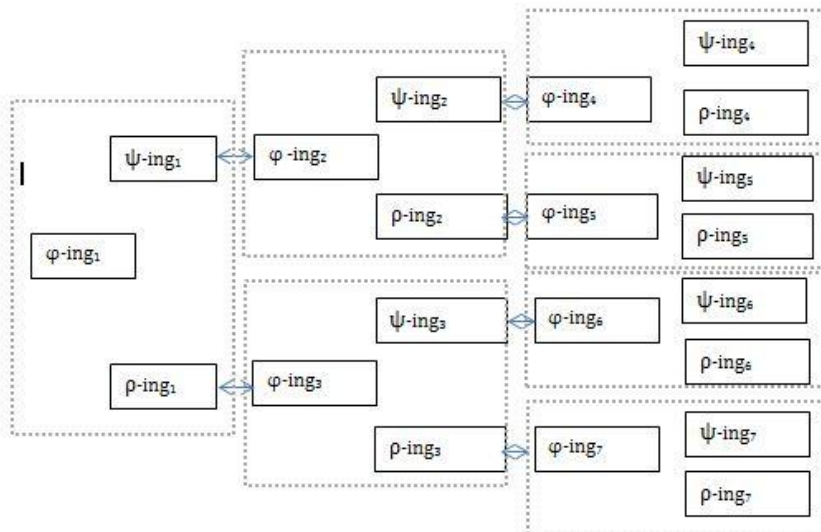 φ-ing₁
ψ-ing₁
ρ-ing₁
φ -ing₂
ψ-ing₂
ρ-ing₂
φ-ing₃
ψ-ing₃
ρ-ing₃
φ-ing₄
ψ-ing₄
ρ-ing₄
φ-ing₅
ψ-ing₅
ρ-ing₅
φ-ing₆
ψ-ing₆
ρ-ing₆
φ-ing₇
ψ-ing₇
ρ-ing₇